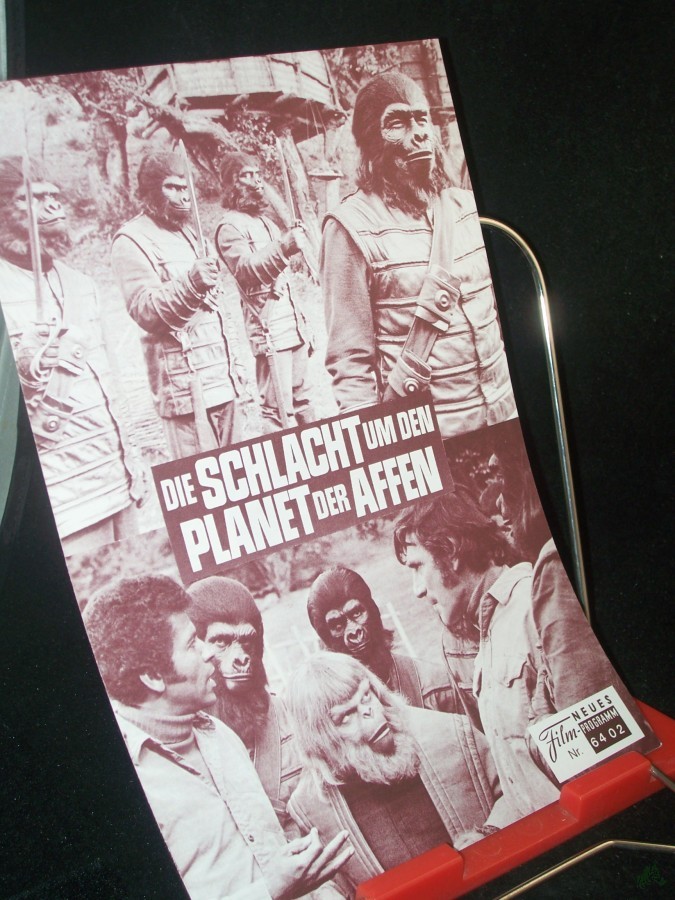 DIE SCHLACHT UM DEN
PLANET DER AFFEN
NEUES
Film-PROGRAMM
Nr. 6402